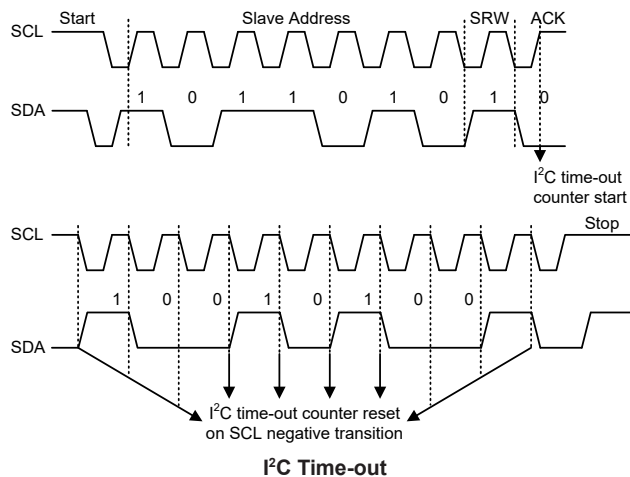 Start Slave Address SRW ACK
SCL
1 0 1 1 0 1 0 1 0
SDA
I²C time-out
counter start
SCL Stop
1 0 0 1 0 1 0 0
SDA
I²C time-out counter reset
on SCL negative transition
I²C Time-out